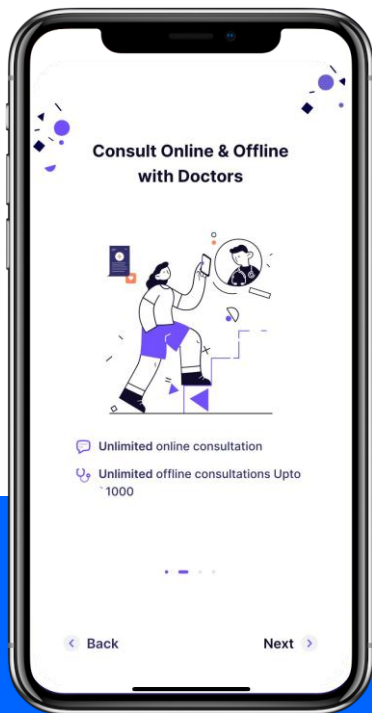 Consult Online & Offline
with Doctors
Unlimited online consultation
Unlimited offline consultations Upto
`1000
Back
Next